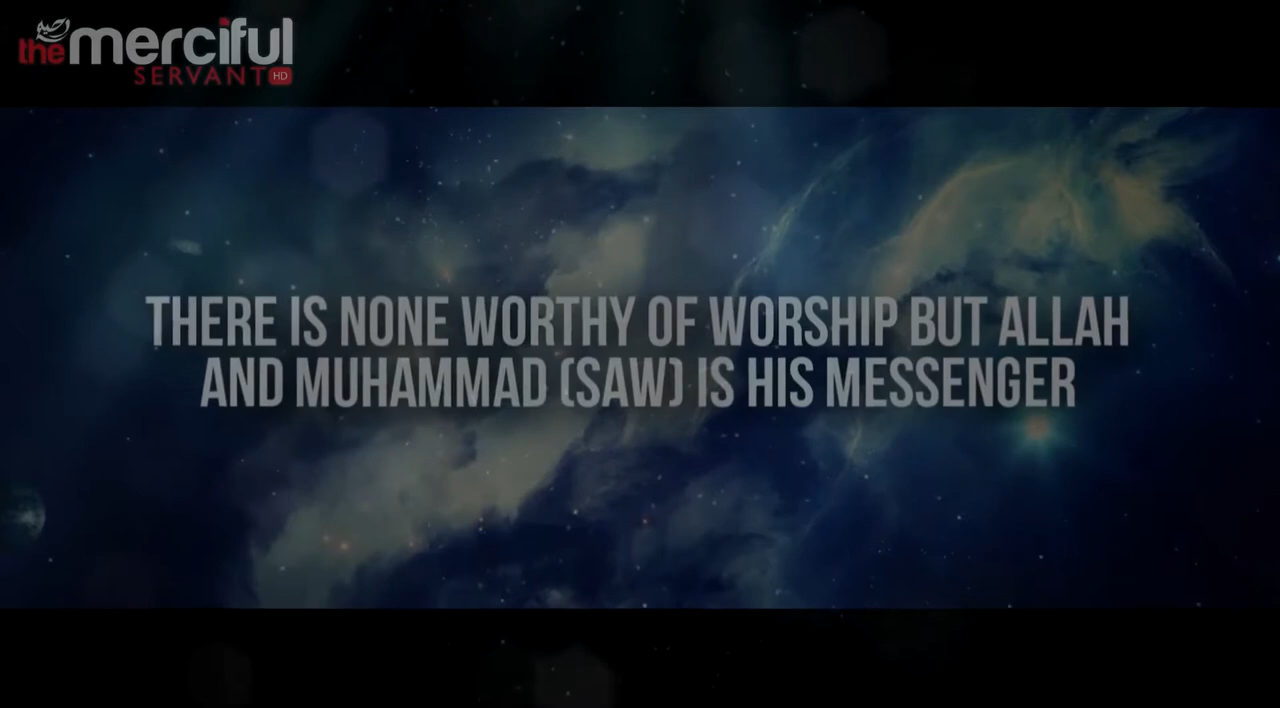 the merciful
SERVANT HD
THERE IS NONE WORTHY OF WORSHIP BUT ALLAH
AND MUHAMMAD (SAW) IS HIS MESSENGER